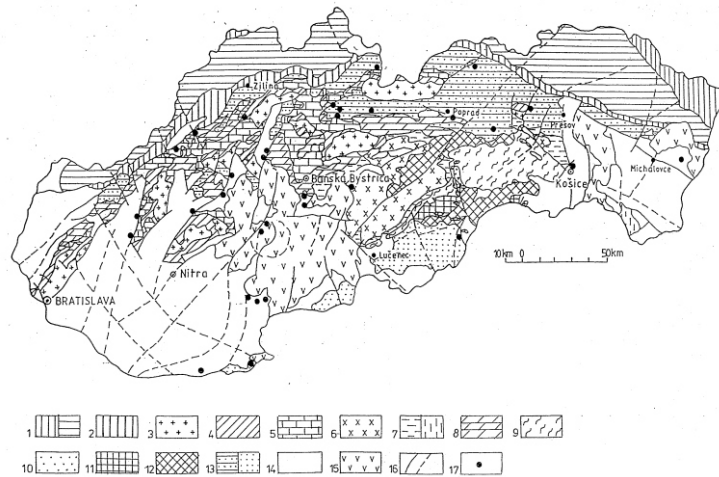 Žilina
Poprad
Prešov
Banská Bystrica
Košice
Michalovce
Lučenec
10km 0 50km
Nitra
BRATISLAVA
1 2 3 4 5 6 7 8 9
10 11 12 13 14 15 16 17